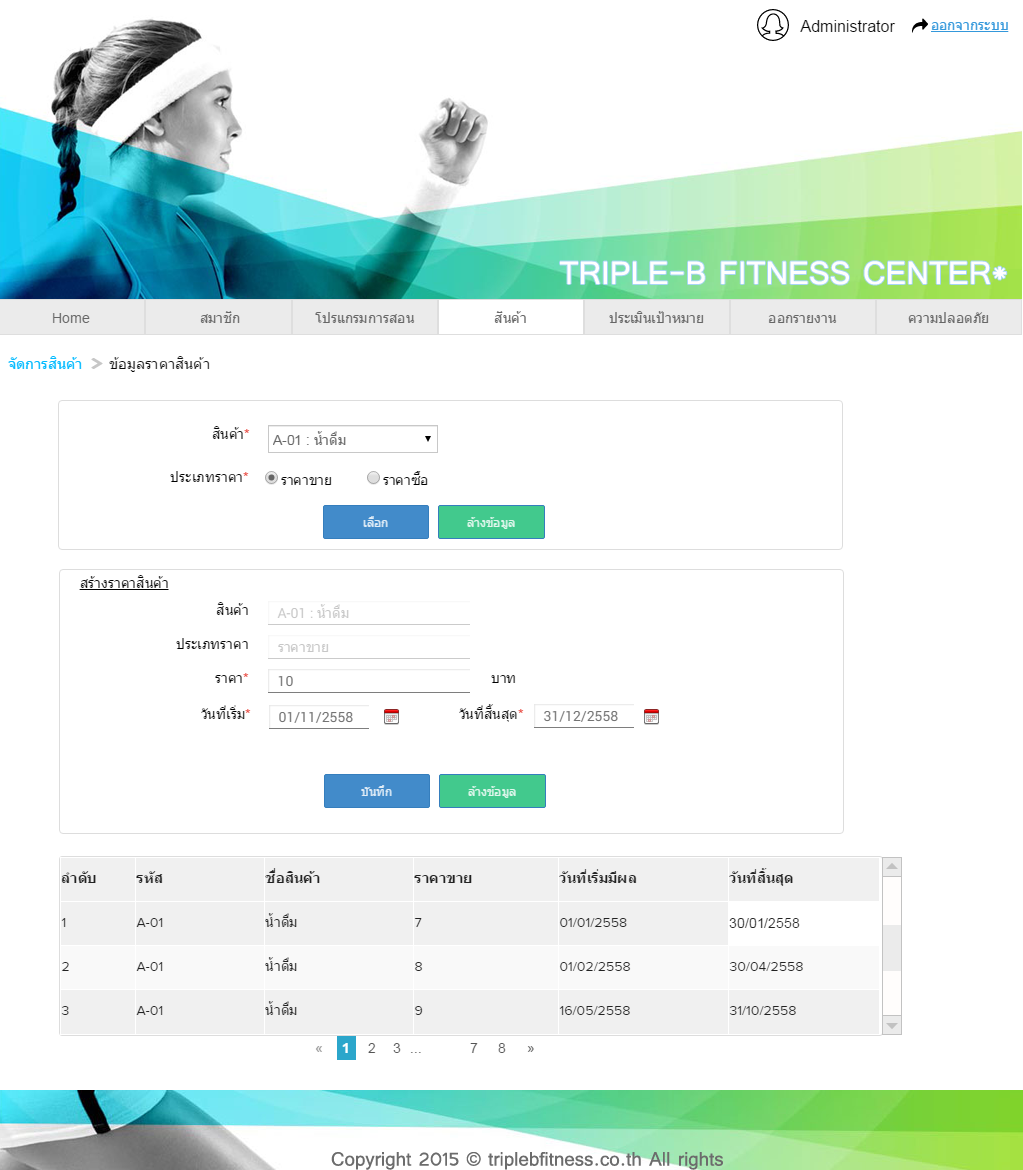 Administrator ออกจากระบบ
TRIPLE-B FITNESS CENTER*
Home สมาชิก โปรแกรมการสอน สินค้า ประเมินเป้าหมาย ออกรายงาน ความปลอดภัย
จัดการสินค้า > ข้อมูลราคาสินค้า
สินค้า* A-01 : น้ำดื่ม
ประเภทราคา* ราคาขาย ราคาซื้อ
เลือก ล้างข้อมูล
สร้างราคาสินค้า
สินค้า A-01 : น้ำดื่ม
ประเภทราคา ราคาขาย
ราคา* 10 บาท
วันที่เริ่ม* 01/11/2558 วันที่สิ้นสุด* 31/12/2558
บันทึก ล้างข้อมูล
ลำดับ รหัส ชื่อสินค้า ราคาขาย วันที่เริ่มมีผล วันที่สิ้นสุด
1 A-01 น้ำดื่ม 7 01/01/2558 30/01/2558
2 A-01 น้ำดื่ม 8 01/02/2558 30/04/2558
3 A-01 น้ำดื่ม 9 16/05/2558 31/10/2558
« 1 2 3 ... 7 8 »
Copyright 2015 © triplebfitness.co.th All rights